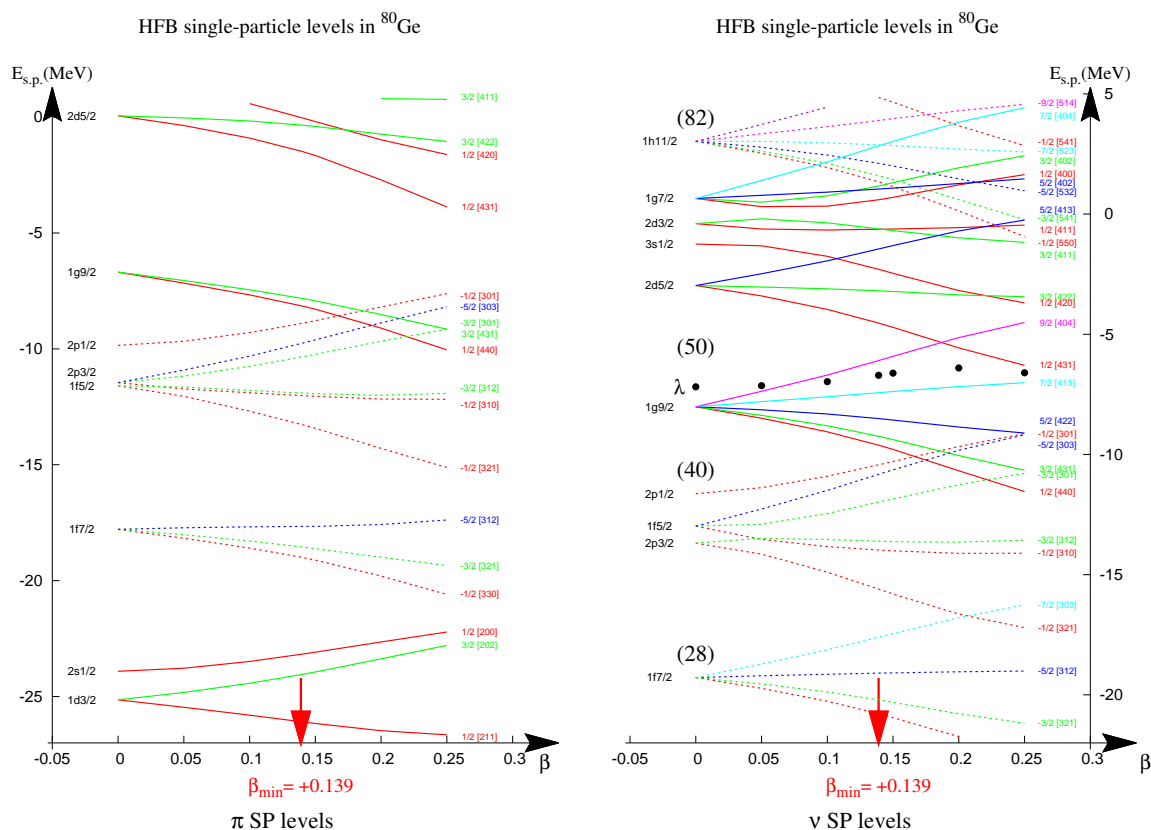 HFB single-particle levels in 80Ge
E s.p. (MeV)
0
-5
-10
-15
-20
-25
2d5/2
1g9/2
2p1/2
2p3/2
1f5/2
1f7/2
2s1/2
1d3/2
3/2 [411]
3/2 [422]
1/2 [420]
1/2 [431]
-1/2 [301]
-5/2 [303]
-3/2 [301]
3/2 [431]
1/2 [440]
-3/2 [312]
-1/2 [310]
-1/2 [321]
-5/2 [312]
-3/2 [321]
-1/2 [330]
1/2 [200]
3/2 [202]
1/2 [211]
-0.05 0 0.05 0.1 0.15 0.2 0.25 0.3
β
βmin= +0.139
π SP levels
HFB single-particle levels in 80Ge
E s.p. (MeV)
5
0
-5
-10
-15
-20
(82)
(50)
(40)
(28)
λ
1h11/2
1g7/2
2d3/2
3s1/2
2d5/2
1g9/2
2p1/2
1f5/2
2p3/2
1f7/2
-9/2 [514]
7/2 [404]
-1/2 [541]
-7/2 [523]
3/2 [402]
1/2 [400]
5/2 [402]
-5/2 [532]
5/2 [413]
-3/2 [541]
1/2 [411]
-1/2 [550]
3/2 [411]
3/2 [422]
1/2 [420]
9/2 [404]
1/2 [431]
7/2 [413]
5/2 [422]
-1/2 [301]
-5/2 [303]
3/2 [431]
-3/2 [301]
1/2 [440]
-3/2 [312]
-1/2 [310]
-7/2 [303]
-1/2 [321]
-5/2 [312]
-3/2 [321]
-0.05 0 0.05 0.1 0.15 0.2 0.25 0.3
β
βmin= +0.139
ν SP levels